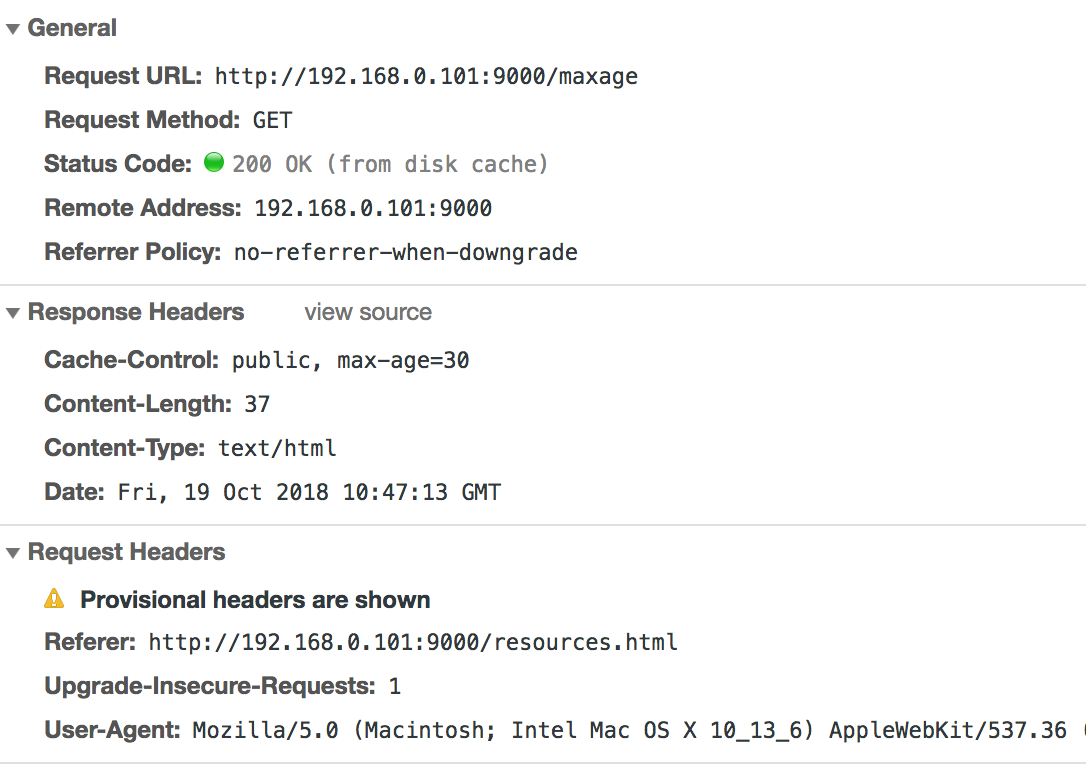 General
Request URL: http://192.168.0.101:9000/maxage
Request Method: GET
Status Code: 200 OK (from disk cache)
Remote Address: 192.168.0.101:9000
Referrer Policy: no-referrer-when-downgrade
Response Headers view source
Cache-Control: public, max-age=30
Content-Length: 37
Content-Type: text/html
Date: Fri, 19 Oct 2018 10:47:13 GMT
Request Headers
Provisional headers are shown
Referer: http://192.168.0.101:9000/resources.html
Upgrade-Insecure-Requests: 1
User-Agent: Mozilla/5.0 (Macintosh; Intel Mac OS X 10_13_6) AppleWebKit/537.36 (